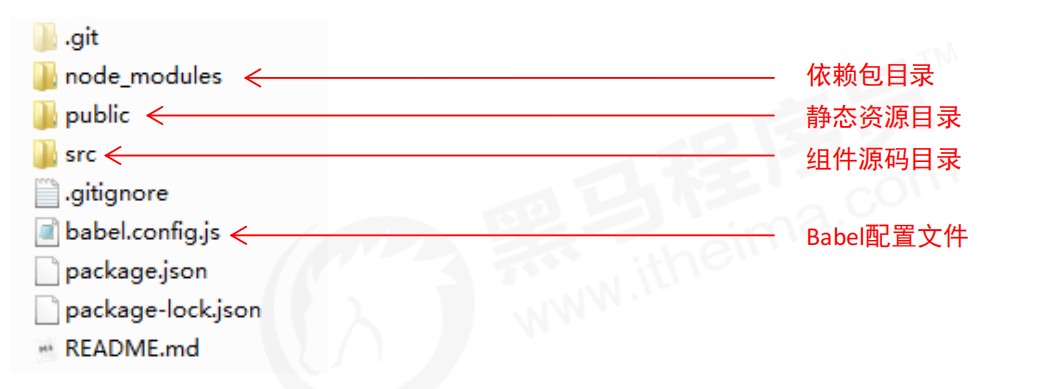 .git
node_modules 依赖包目录
public 静态资源目录
src 组件源码目录
.gitignore
babel.config.js Babel配置文件
package.json
package-lock.json
README.md
黑马程序员™
www.itheima.com